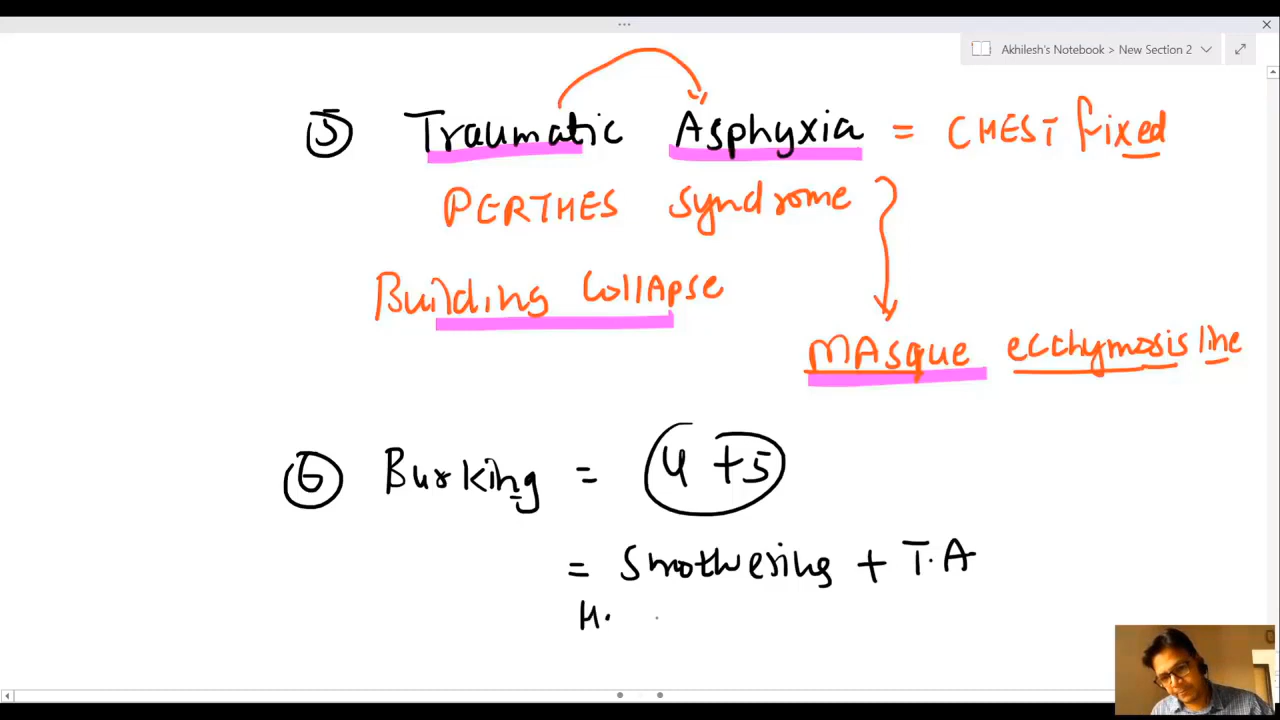 Akhilesh's Notebook > New Section 2
5 Traumatic Asphyxia = CHEST fixed
PERTHES syndrome
Building collApse
MAsque ecchymosis line
6 Burking = 4 + 5
= Smothering + T.A
M.